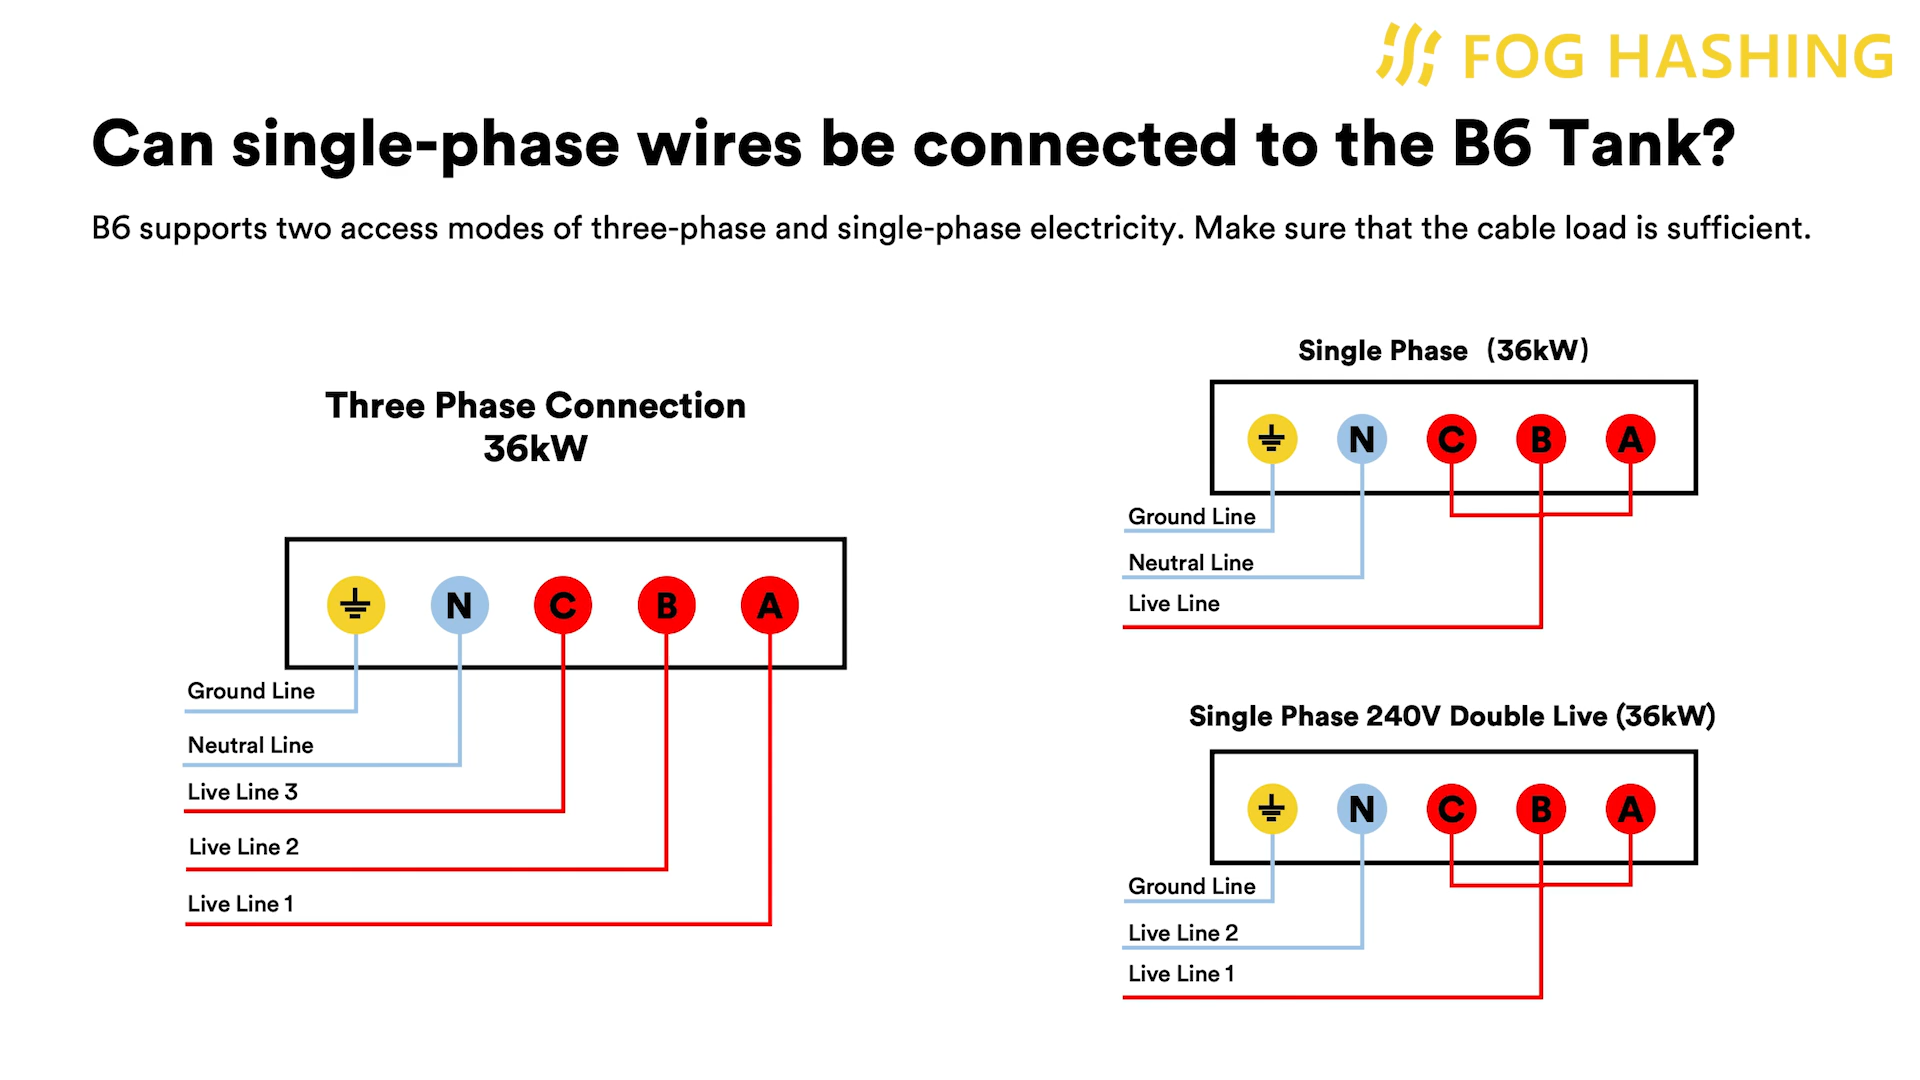 FOG HASHING
Can single-phase wires be connected to the B6 Tank?
B6 supports two access modes of three-phase and single-phase electricity. Make sure that the cable load is sufficient.
Three Phase Connection
36kW
N C B A
Ground Line
Neutral Line
Live Line 3
Live Line 2
Live Line 1
Single Phase (36kW)
N C B A
Ground Line
Neutral Line
Live Line
Single Phase 240V Double Live (36kW)
N C B A
Ground Line
Live Line 2
Live Line 1